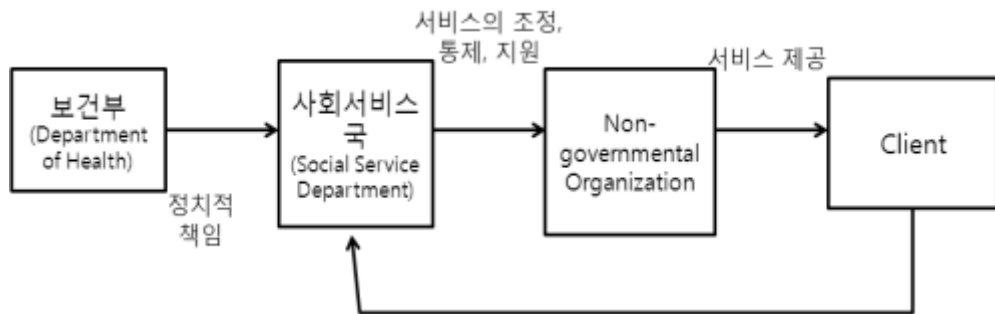 보건부
(Department
of Health)
정치적
책임
사회서비스
국
(Social Service
Department)
서비스의 조정,
통제, 지원
Non-
governmental
Organization
서비스 제공
Client